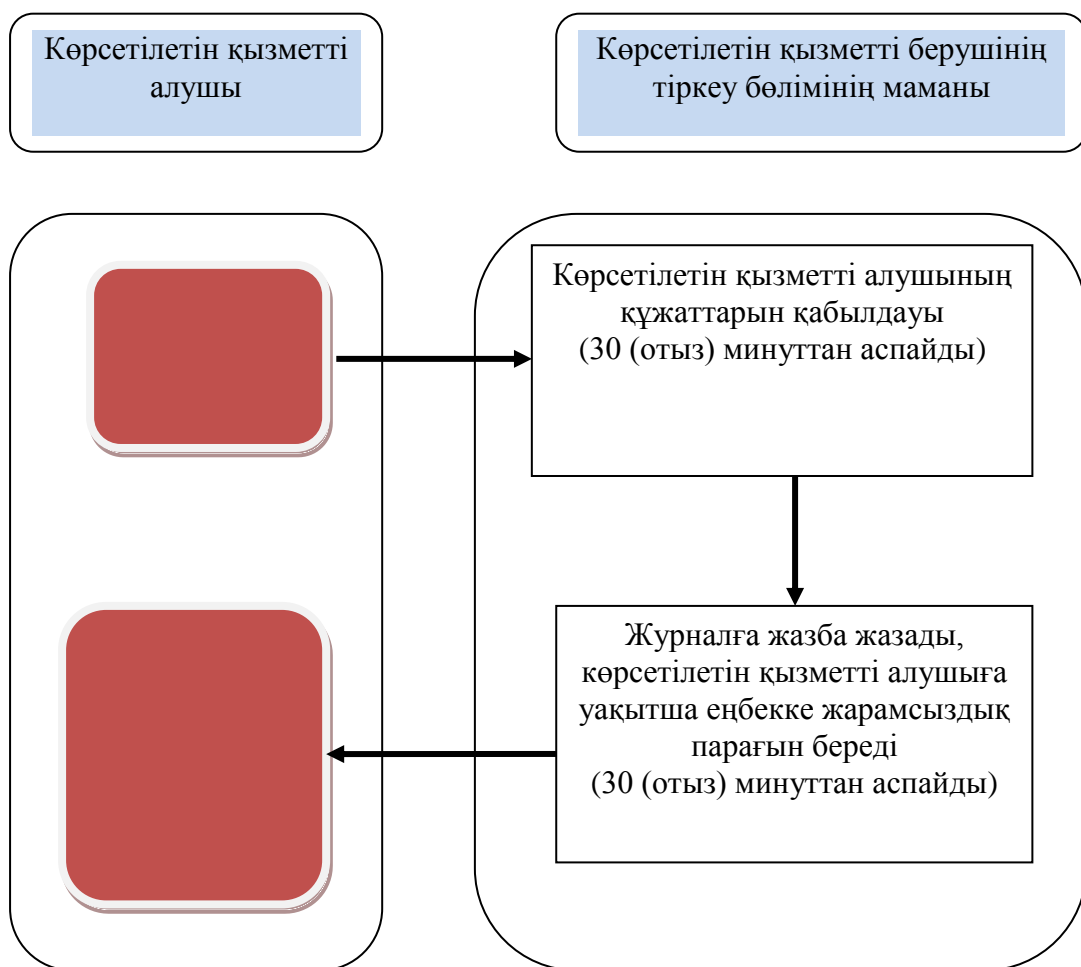 Көрсетілетін қызметті
алушы
Көрсетілетін қызметті берушінің
тіркеу бөлімінің маманы
Көрсетілетін қызметті алушының
құжаттарын қабылдауы
(30 (отыз) минуттан аспайды)
Журналға жазба жазады,
көрсетілетін қызметті алушыға
уақытша еңбекке жарамсыздық
парағын береді
(30 (отыз) минуттан аспайды)